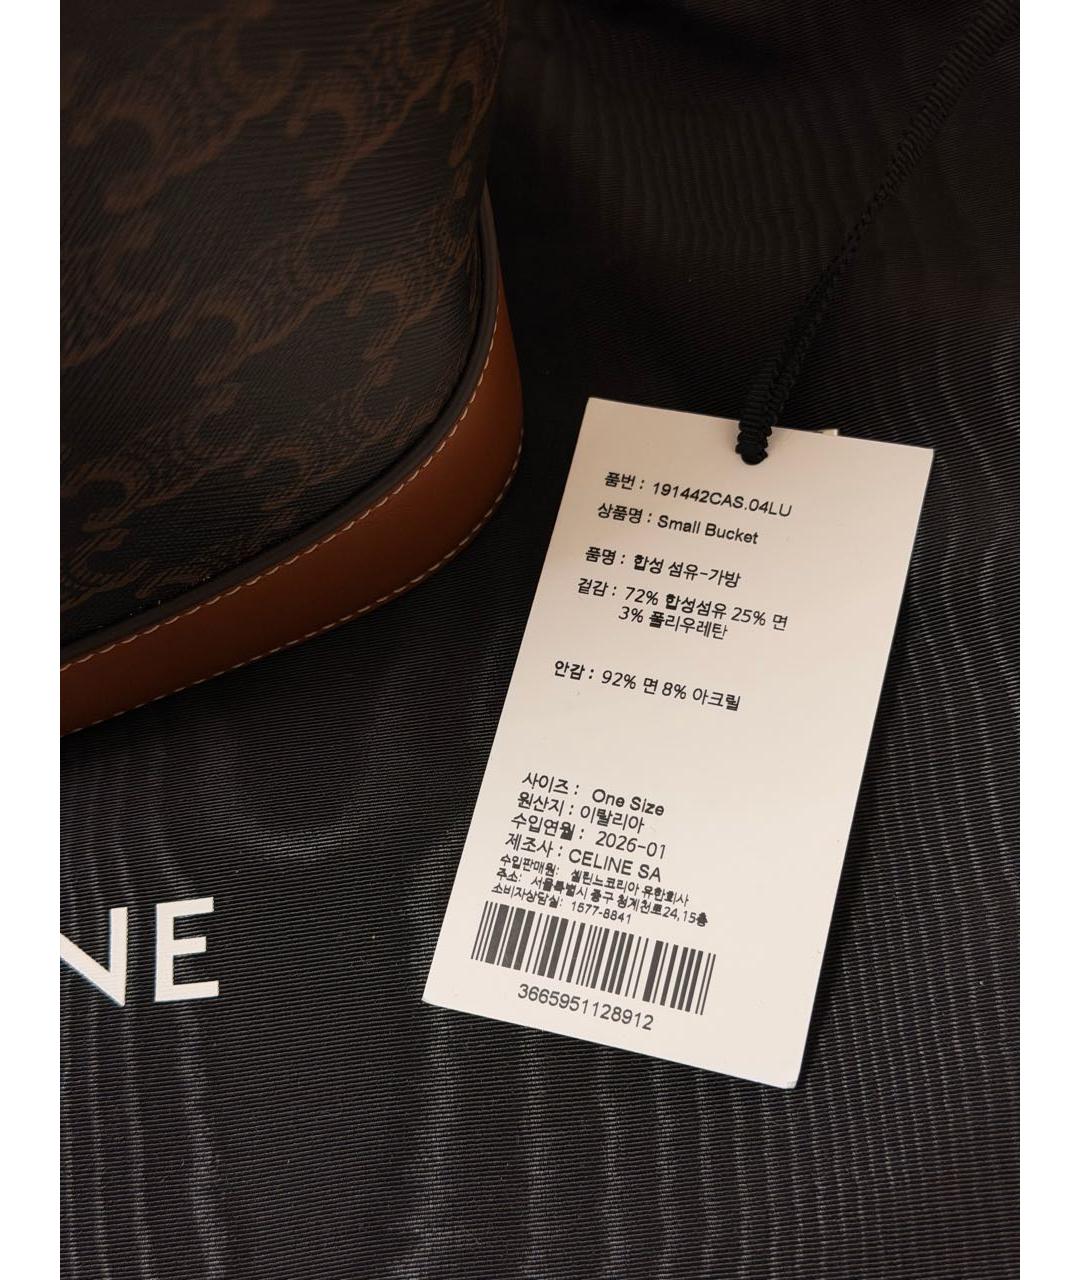 품번 : 191442CAS.04LU
상품명 : Small Bucket
품명 : 합성 섬유-가방
겉감 : 72% 합성섬유 25% 면
3% 폴리우레탄
안감 : 92% 면 8% 아크릴
사이즈 : One Size
원산지 : 이탈리아
수입연월 : 2026-01
제조사 : CELINE SA
수입판매원: 셀린느코리아 유한회사
주소: 서울특별시 중구 청계천로24,15층
소비자상담실: 1577-8841
3665951128912
NE